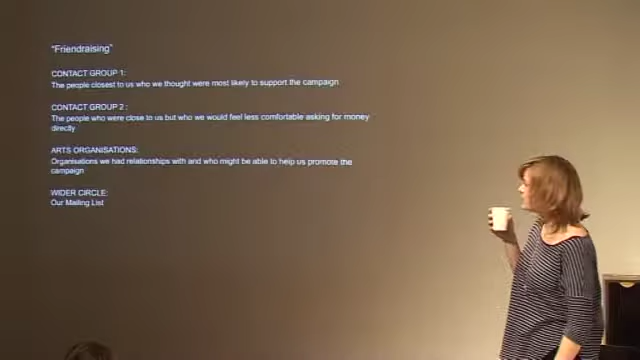 "Friendraising"
CONTACT GROUP 1:
The people closest to us who we thought were most likely to support the campaign
CONTACT GROUP 2 :
The people who were close to us but who we would feel less comfortable asking for money
directly
ARTS ORGANISATIONS:
Organisations we had relationships with and who might be able to help us promote the
campaign
WIDER CIRCLE:
Our Mailing List